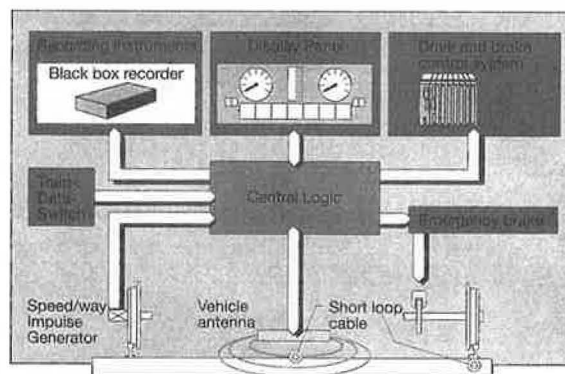 Recording Instruments
Black box recorder
Display Panel
Drive and brake
control system
Train-
Data-
Switch
Central Logic
Emergency brake
Speed/way
Impulse
Generator
Vehicle
antenna
Short loop
cable